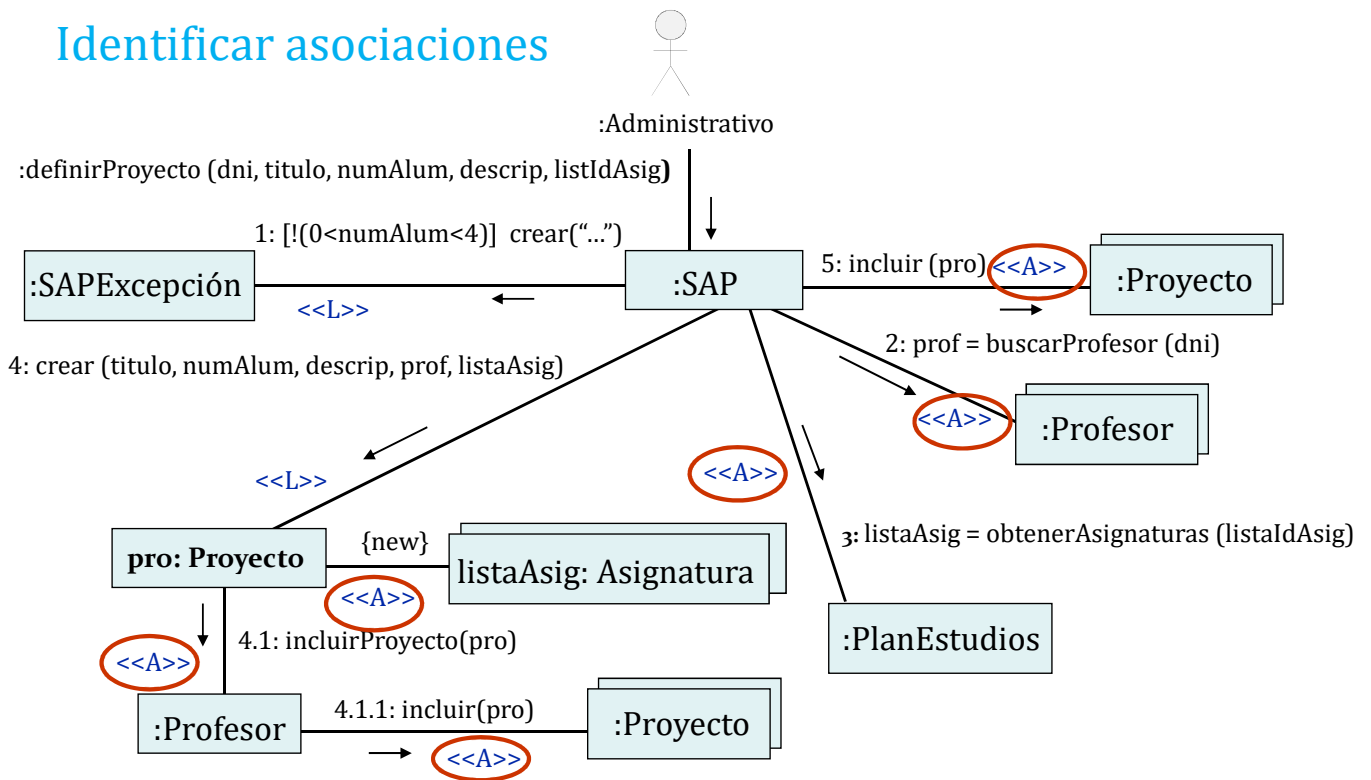 Identificar asociaciones
:Administrativo
:definirProyecto (dni, titulo, numAlum, descrip, listIdAsig)
1: [!(0<numAlum<4)]  crear(“...”)
:SAPExcepción
<<L>>
:SAP
5: incluir (pro)
<<A>>
:Proyecto
4: crear (titulo, numAlum, descrip, prof, listaAsig)
2: prof = buscarProfesor (dni)
<<A>>
:Profesor
<<A>>
<<L>>
3: listaAsig = obtenerAsignaturas (listaIdAsig)
pro: Proyecto
{new}
listaAsig: Asignatura
<<A>>
:PlanEstudios
4.1: incluirProyecto(pro)
<<A>>
:Profesor
4.1.1: incluir(pro)
<<A>>
:Proyecto